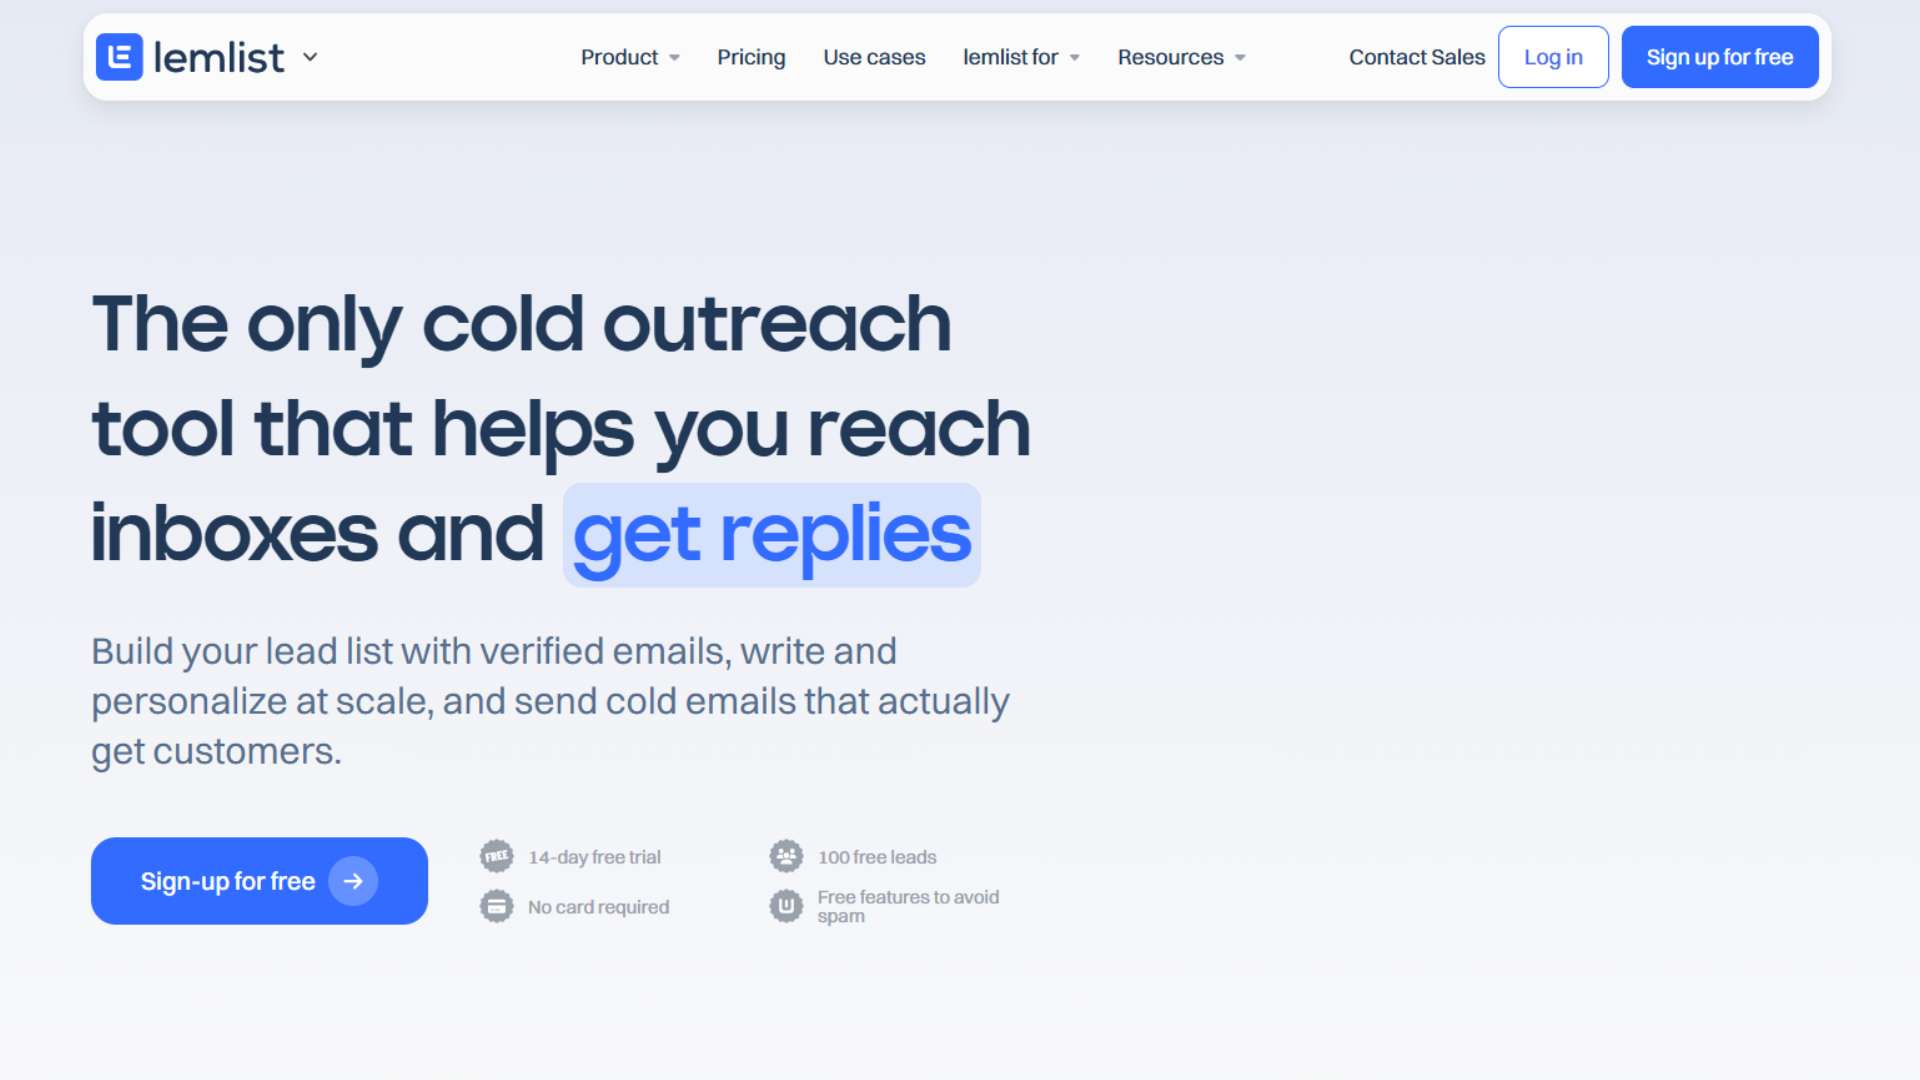 lemlist
Product
Pricing
Use cases
lemlist for
Resources
Contact Sales
Log in
Sign up for free
The only cold outreach
tool that helps you reach
inboxes and get replies
Build your lead list with verified emails, write and
personalize at scale, and send cold emails that actually
get customers.
Sign-up for free
FREE
14-day free trial
100 free leads
No card required
Free features to avoid
spam